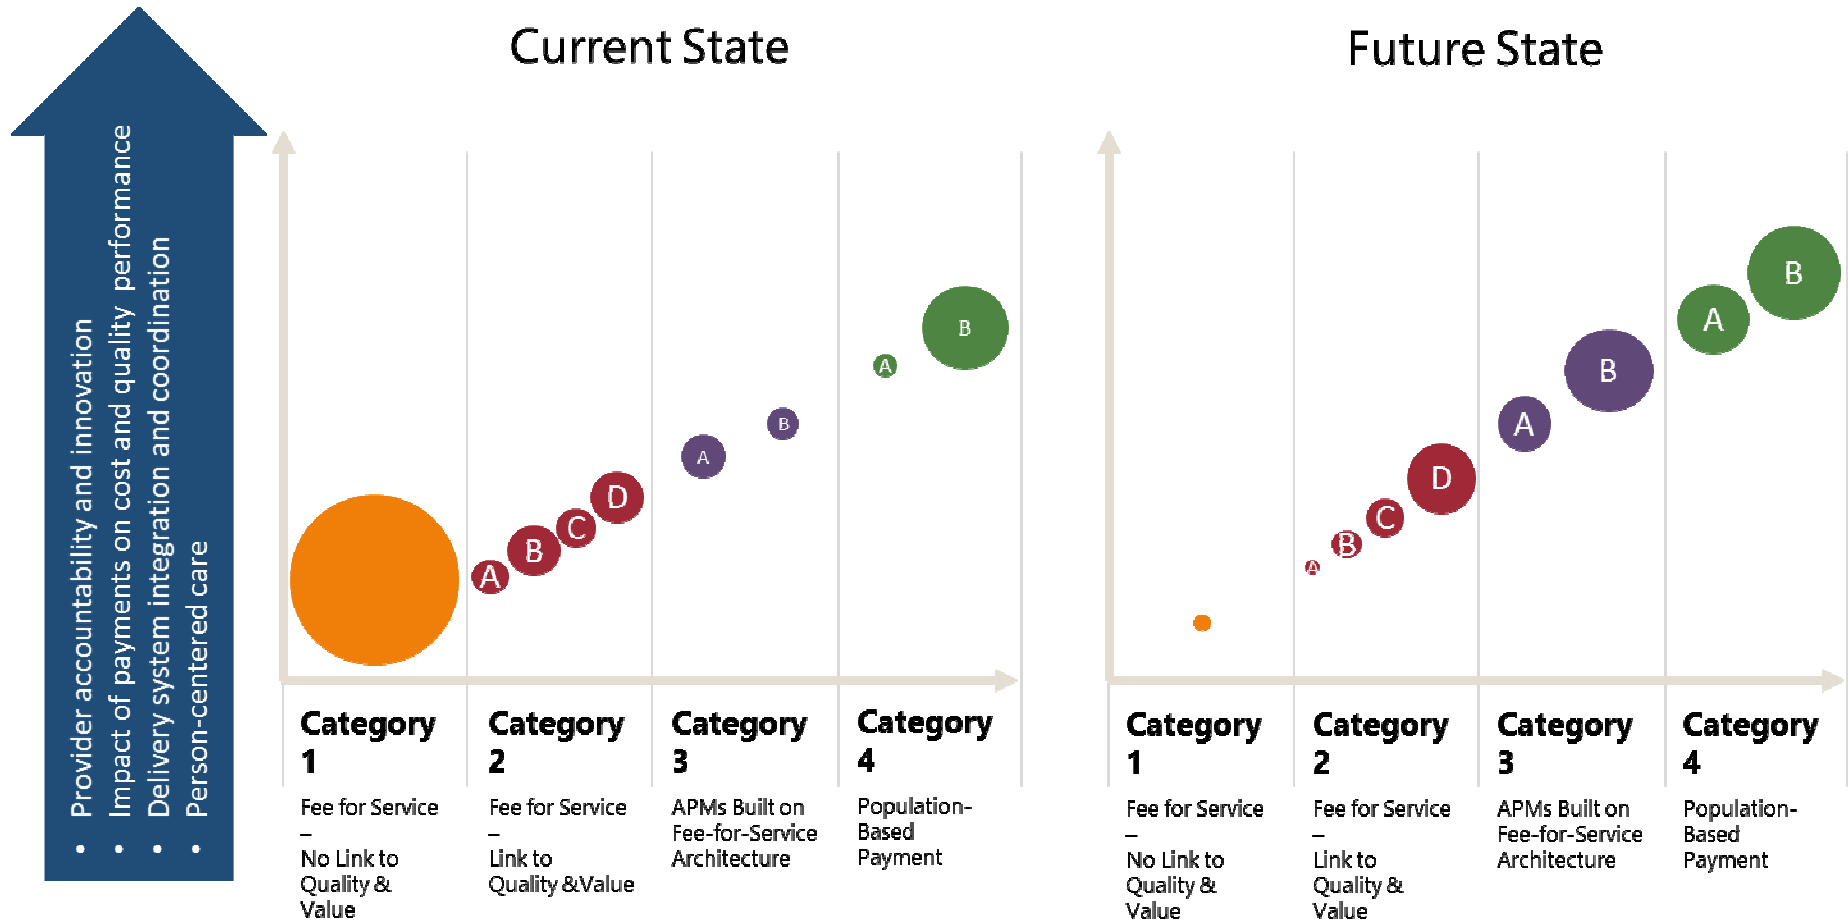 Current State
Future State
• Provider accountability and innovation
• Impact of payments on cost and quality performance
• Delivery system integration and coordination
• Person-centered care
A
B
C
D
A
B
A
B
A
B
C
D
A
B
A
B
Category
1
Fee for Service
–
No Link to
Quality &
Value
Category
2
Fee for Service
–
Link to
Quality &Value
Category
3
APMs Built on
Fee-for-Service
Architecture
Category
4
Population-
Based
Payment
Category
1
Fee for Service
–
No Link to
Quality &
Value
Category
2
Fee for Service
–
Link to
Quality &
Value
Category
3
APMs Built on
Fee-for-Service
Architecture
Category
4
Population-
Based
Payment